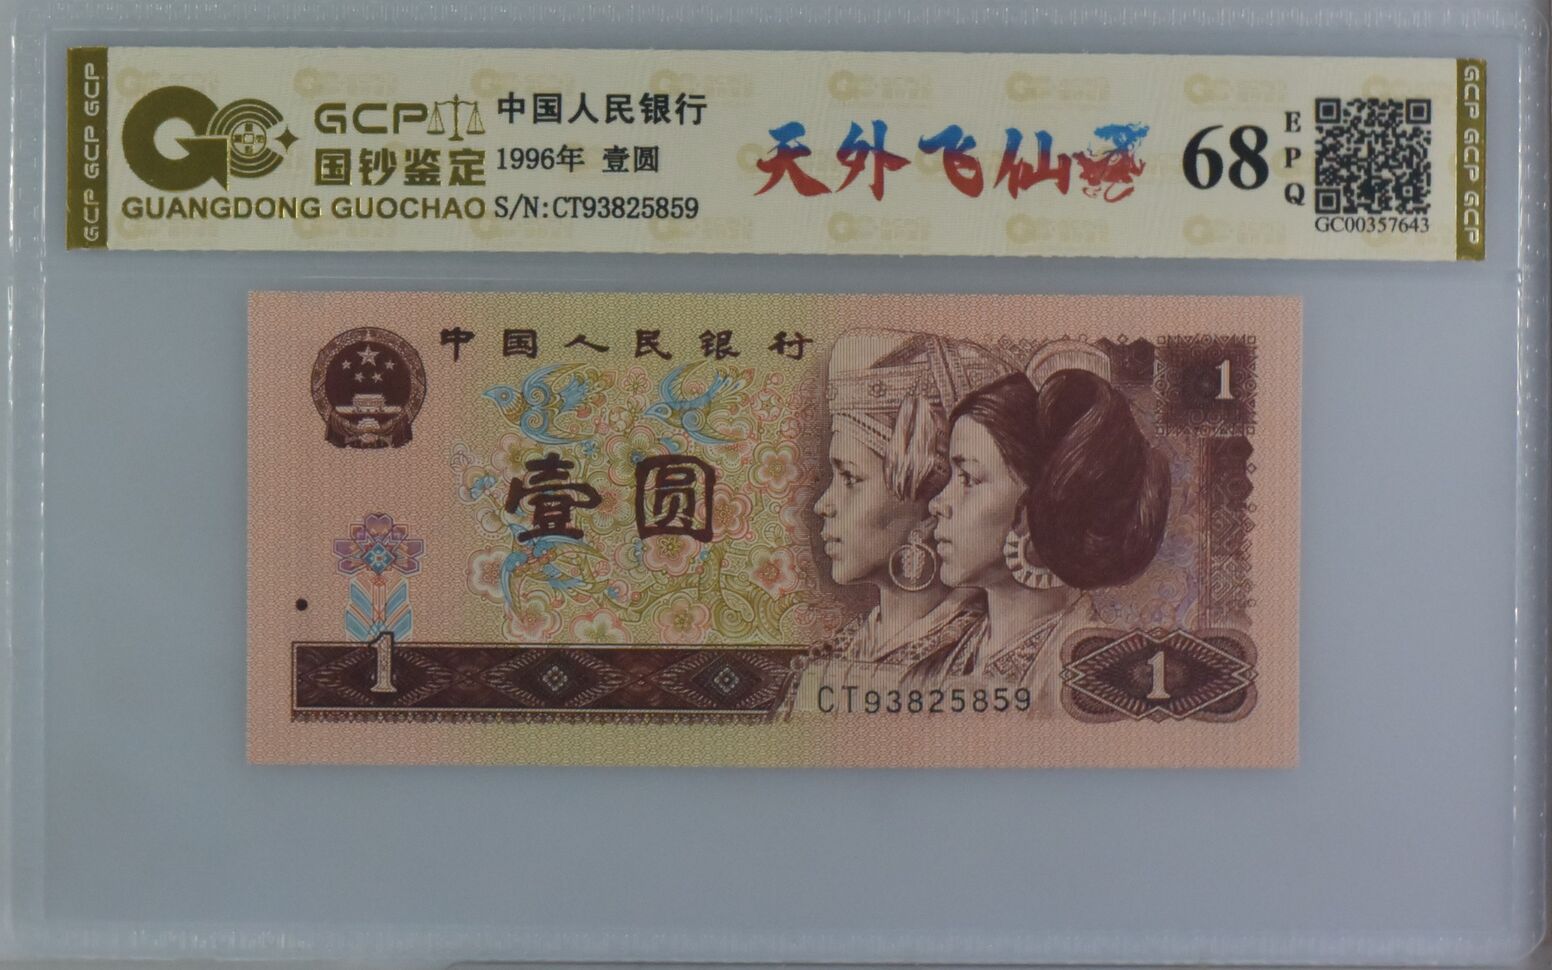 GCP
国钞鉴定
GUANGDONG GUOCHAO
中国人民银行
1996年 壹圆
S/N:CT93825859
天外飞仙
68
EPQ
GC00357643
GCP GCP GCP
GCP GCP GCP
中国人民银行
1
壹圆
1
CT93825859
1